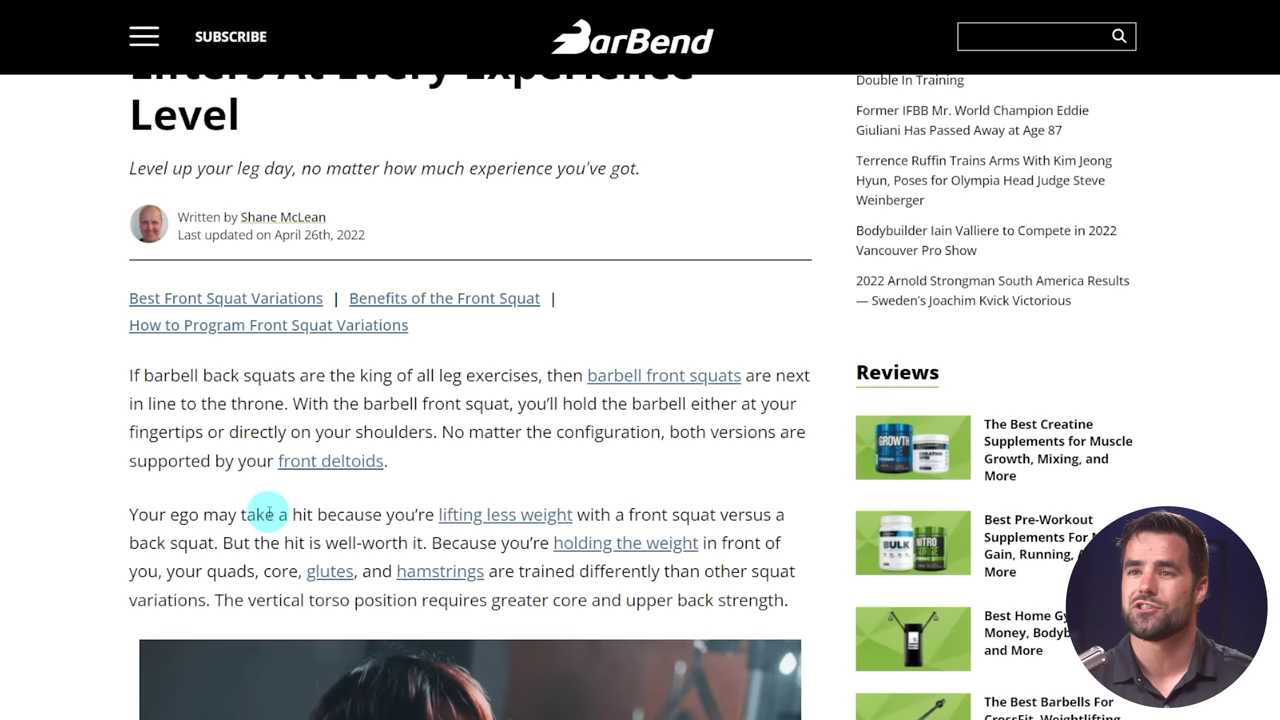 SUBSCRIBE
BarBend
Lifters At Every Experience
Level
Level up your leg day, no matter how much experience you've got.
Written by Shane McLean
Last updated on April 26th, 2022
Best Front Squat Variations | Benefits of the Front Squat |
How to Program Front Squat Variations
If barbell back squats are the king of all leg exercises, then barbell front squats are next
in line to the throne. With the barbell front squat, you'll hold the barbell either at your
fingertips or directly on your shoulders. No matter the configuration, both versions are
supported by your front deltoids.
Your ego may take a hit because you're lifting less weight with a front squat versus a
back squat. But the hit is well-worth it. Because you're holding the weight in front of
you, your quads, core, glutes, and hamstrings are trained differently than other squat
variations. The vertical torso position requires greater core and upper back strength.
Double In Training
Former IFBB Mr. World Champion Eddie
Giuliani Has Passed Away at Age 87
Terrence Ruffin Trains Arms With Kim Jeong
Hyun, Poses for Olympia Head Judge Steve
Weinberger
Bodybuilder Iain Valliere to Compete in 2022
Vancouver Pro Show
2022 Arnold Strongman South America Results
— Sweden's Joachim Kvick Victorious
Reviews
GROWTH
The Best Creatine
Supplements for Muscle
Growth, Mixing, and
More
BULK
NITRO
Best Pre-Workout
Supplements For
Gain, Running,
More
Best Home
Money,
and More
The Best Barbells For
CrossFit, Weightlifting